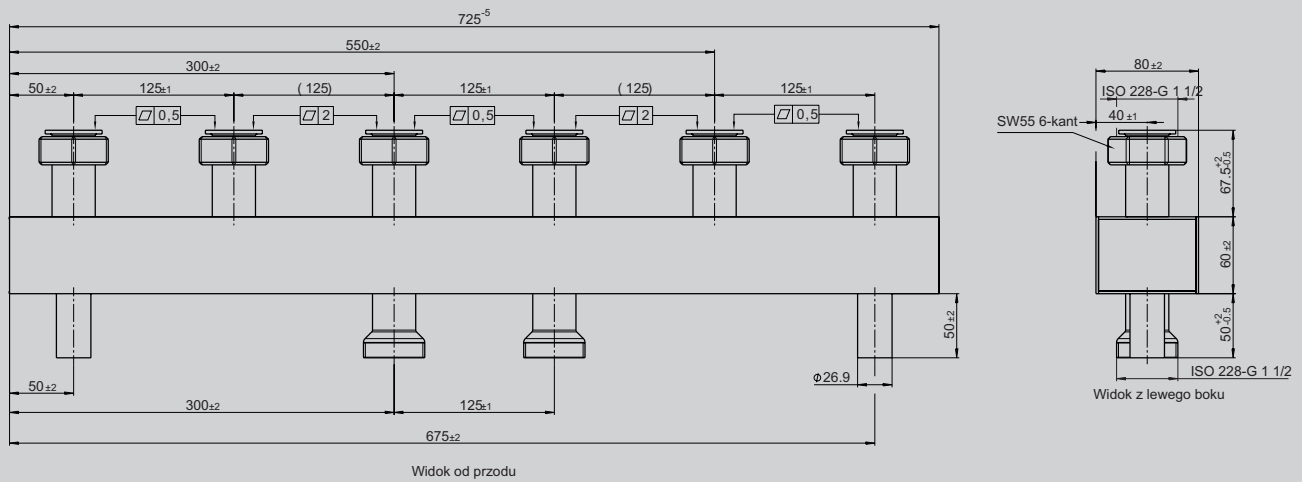 725-5
550±2
300±2
50±2 125±1 ( 125) 125±1 ( 125) 125±1
0,5 2 0,5 2 0,5
50±2
⌀26.9
50±2
300±2 125±1
675±2
Widok od przodu
80±2
ISO 228-G 1 1/2
40±1
SW55 6-kant
67.5+2-0.5
60±2
50+2-0.5
ISO 228-G 1 1/2
Widok z lewego boku